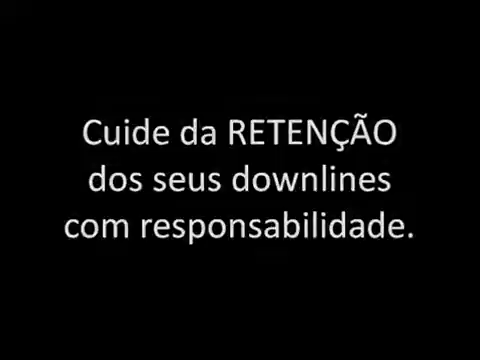 Cuide da RETENÇÃO
dos seus downlines
com responsabilidade.